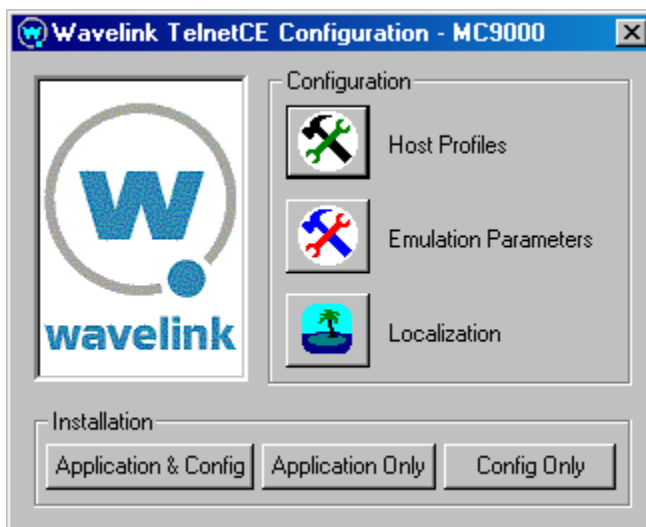 Wavelink TelnetCE Configuration - MC9000
Configuration
Host Profiles
Emulation Parameters
Localization
w
wavelink
Installation
Application & Config
Application Only
Config Only